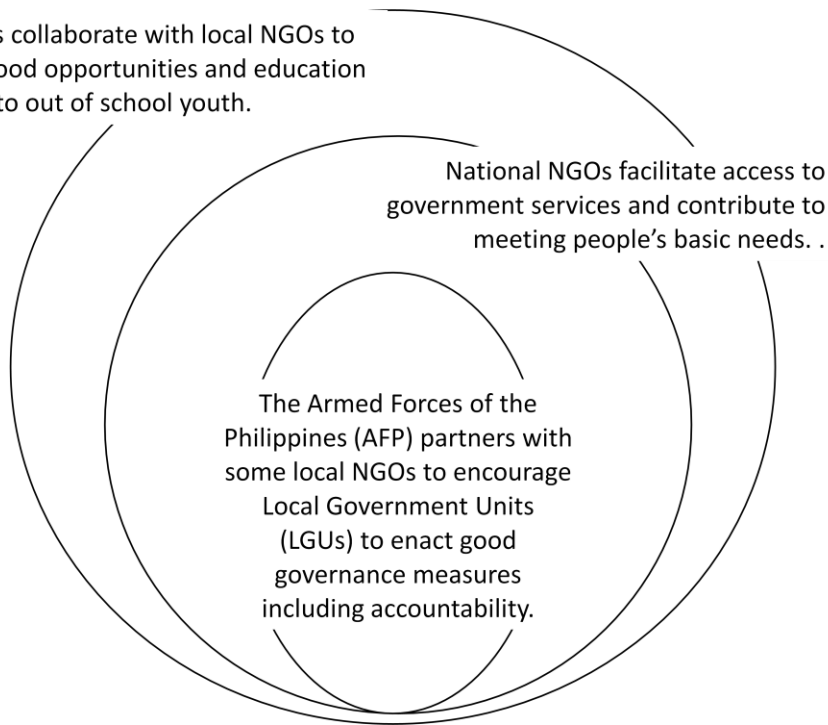 collaborate with local NGOs to
opportunities and education
to out of school youth.
National NGOs facilitate access to
government services and contribute to
meeting people’s basic needs. .
The Armed Forces of the
Philippines (AFP) partners with
some local NGOs to encourage
Local Government Units
(LGUs) to enact good
governance measures
including accountability.